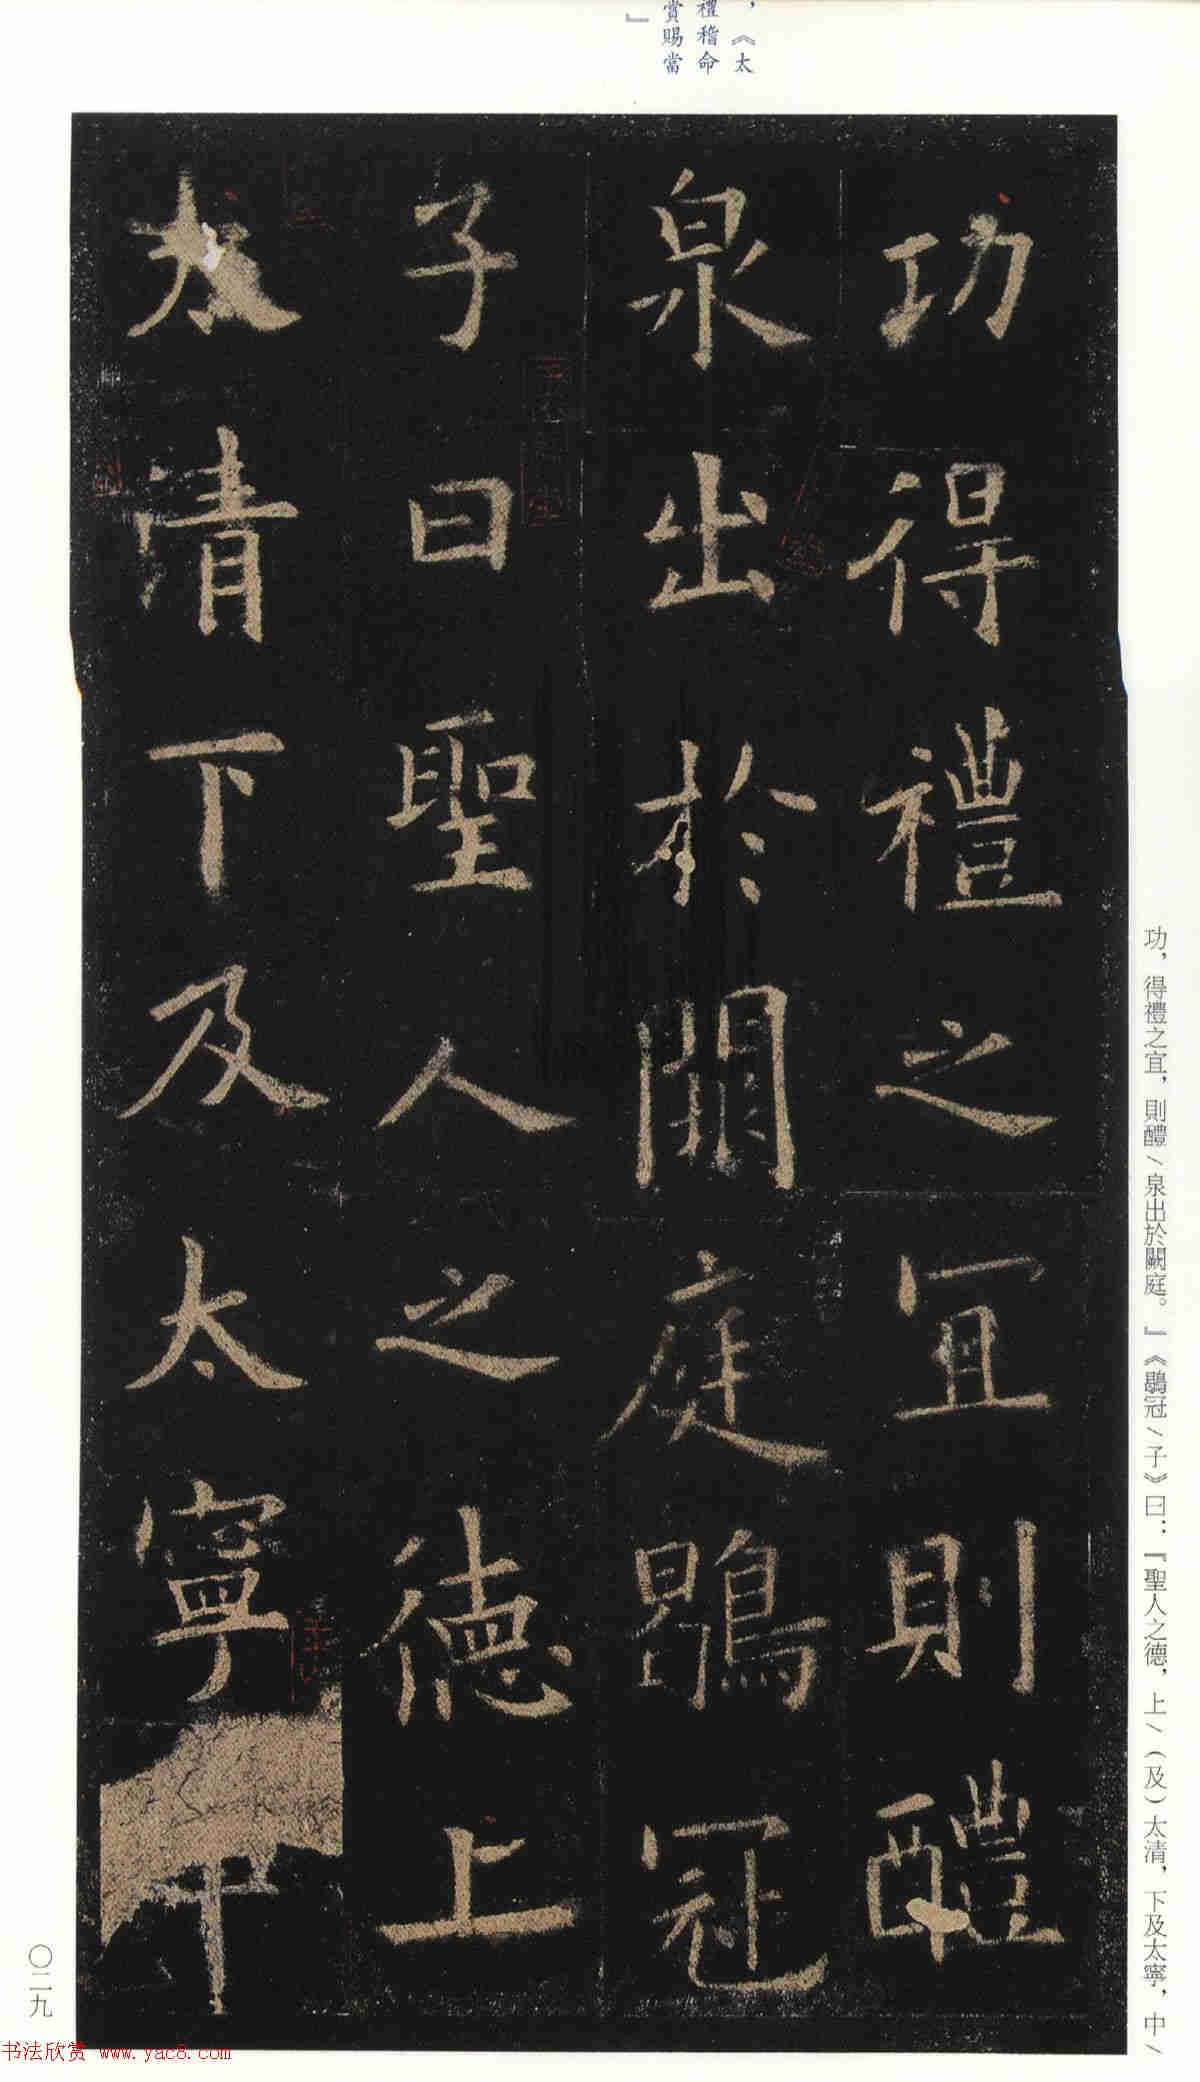 ，《太
禮稽命
賞賜當
』
功得禮之宜則醴
泉出於闕庭鶡冠
子曰聖人之德上
太清下及太寧中
功，得禮之宜，則醴/泉出於闕庭。』《鶡冠/子》曰：『聖人之德，上/（及）太清，下及太寧，中/
〇二九
书法欣赏 www.yac8.com